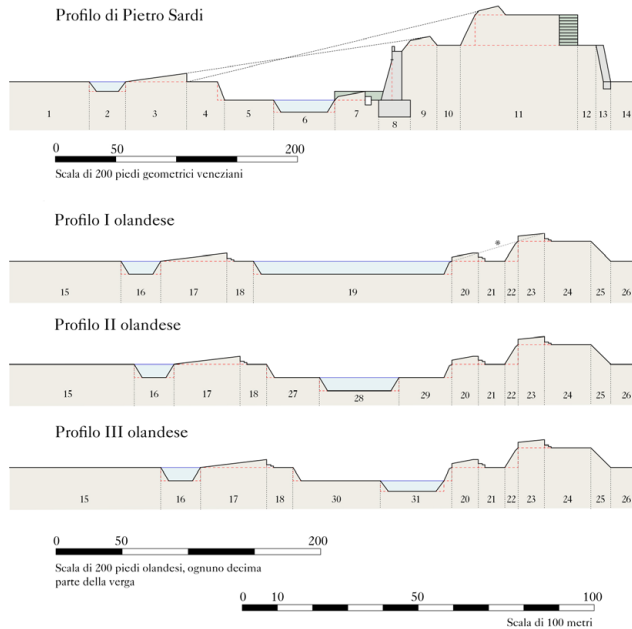 Profilo di Pietro Sardi
1 2 3 4 5 6 7 8 9 10 11 12 13 14
0 50 200
Scala di 200 piedi geometrici veneziani
Profilo I olandese
*
15 16 17 18 19 20 21 22 23 24 25 26
Profilo II olandese
15 16 17 18 27 28 29 20 21 22 23 24 25 26
Profilo III olandese
15 16 17 18 30 31 20 21 22 23 24 25 26
0 50 200
Scala di 200 piedi olandesi, ognuno decima
parte della verga
0 10 50 100
Scala di 100 metri